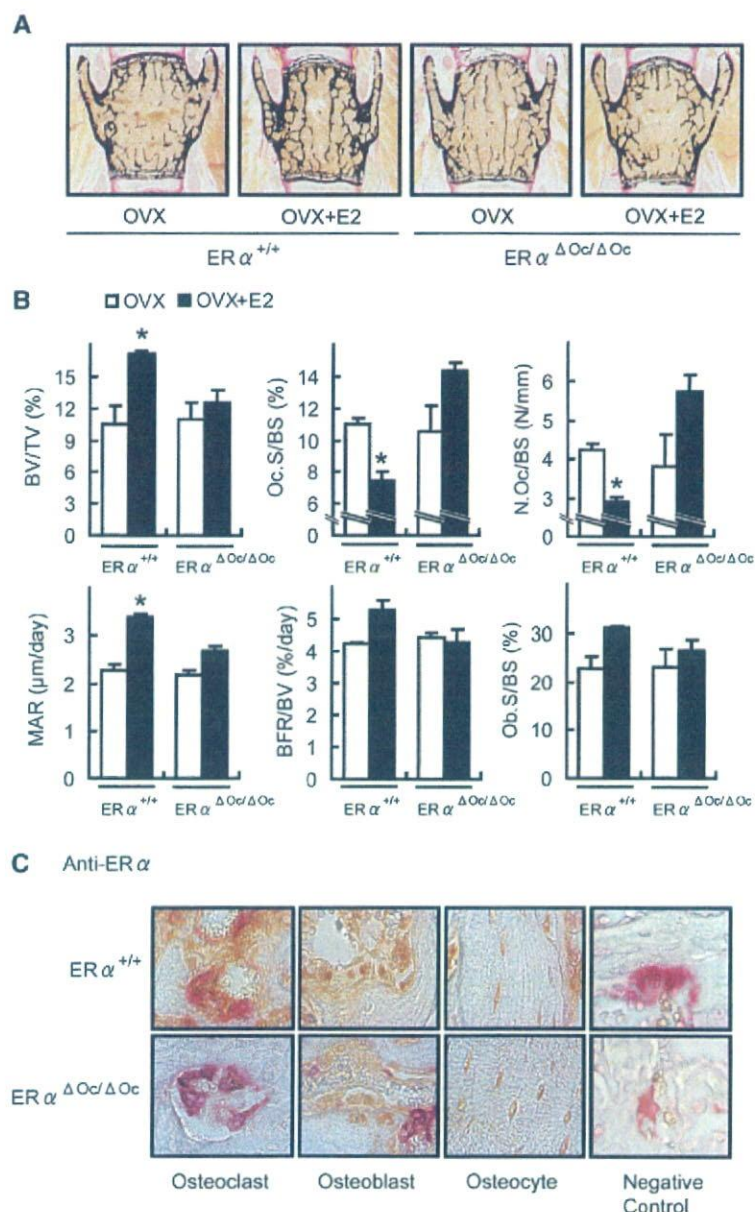 A
OVX OVX+E2 OVX OVX+E2
ERα+/+ ERαΔOc/ΔOc
B □OVX ■OVX+E2
BV/TV (%)
15
12
9
6
3
0
*
ERα+/+ ERαΔOc/ΔOc
Oc.S/BS (%)
14
12
10
8
6
0
*
ERα+/+ ERαΔOc/ΔOc
N.Oc/BS (N/mm)
6
5
4
3
0
*
ERα+/+ ERαΔOc/ΔOc
MAR (μm/day)
3
2
1
0
*
ERα+/+ ERαΔOc/ΔOc
BFR/BV (%/day)
5
4
3
2
1
0
ERα+/+ ERαΔOc/ΔOc
Ob.S/BS (%)
30
20
10
0
ERα+/+ ERαΔOc/ΔOc
C Anti-ERα
ERα+/+
ERαΔOc/ΔOc
Osteoclast Osteoblast Osteocyte Negative
Control